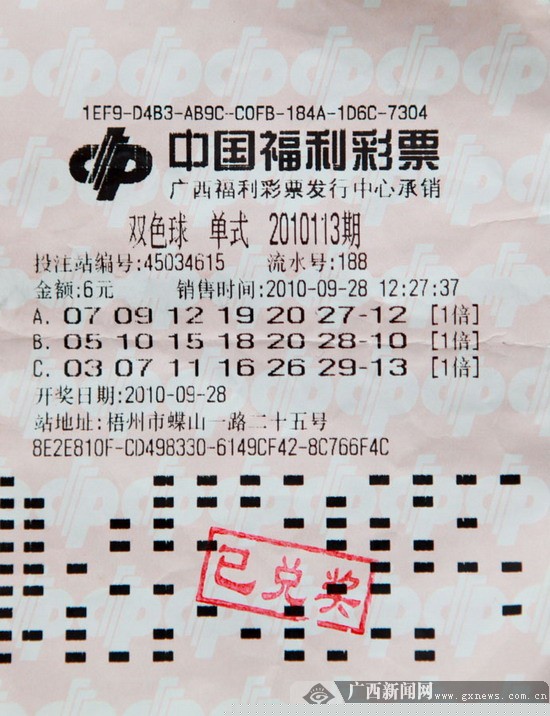 1EF9-D4B3-AB9C-C0FB-184A-1D6C-7304
中国福利彩票
广西福利彩票发行中心承销
双色球 单式 2010113期
投注站编号:45034615 流水号:188
金额:6元 销售时间:2010-09-28 12:27:37
A. 07 09 12 19 20 27-12 [1倍]
B. 05 10 15 18 20 28-10 [1倍]
C. 03 07 11 16 26 29-13 [1倍]
开奖日期:2010-09-28
站地址:梧州市蝶山一路二十五号
8E2E810F-CD498330-6149CF42-8C766F4C
已兑奖
广西新闻网
www.gxnews.com.cn